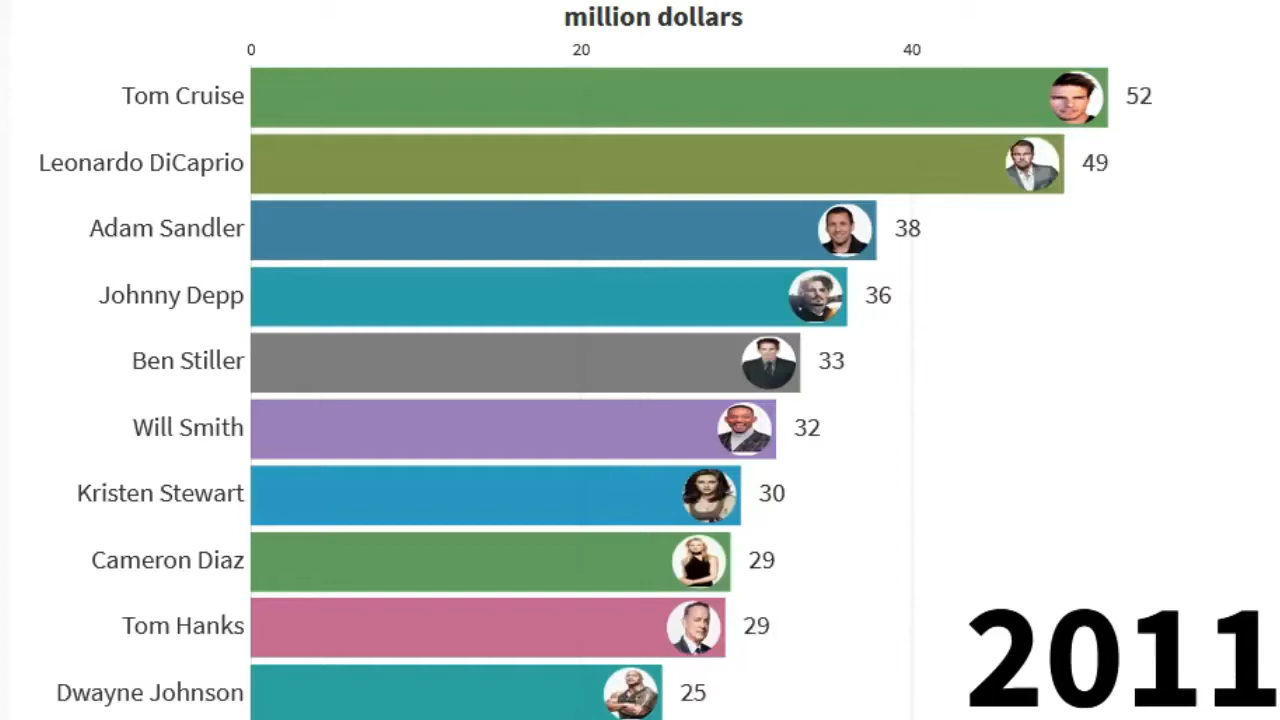 million dollars
0 20 40
Tom Cruise 52
Leonardo DiCaprio 49
Adam Sandler 38
Johnny Depp 36
Ben Stiller 33
Will Smith 32
Kristen Stewart 30
Cameron Diaz 29
Tom Hanks 29
Dwayne Johnson 25
2011